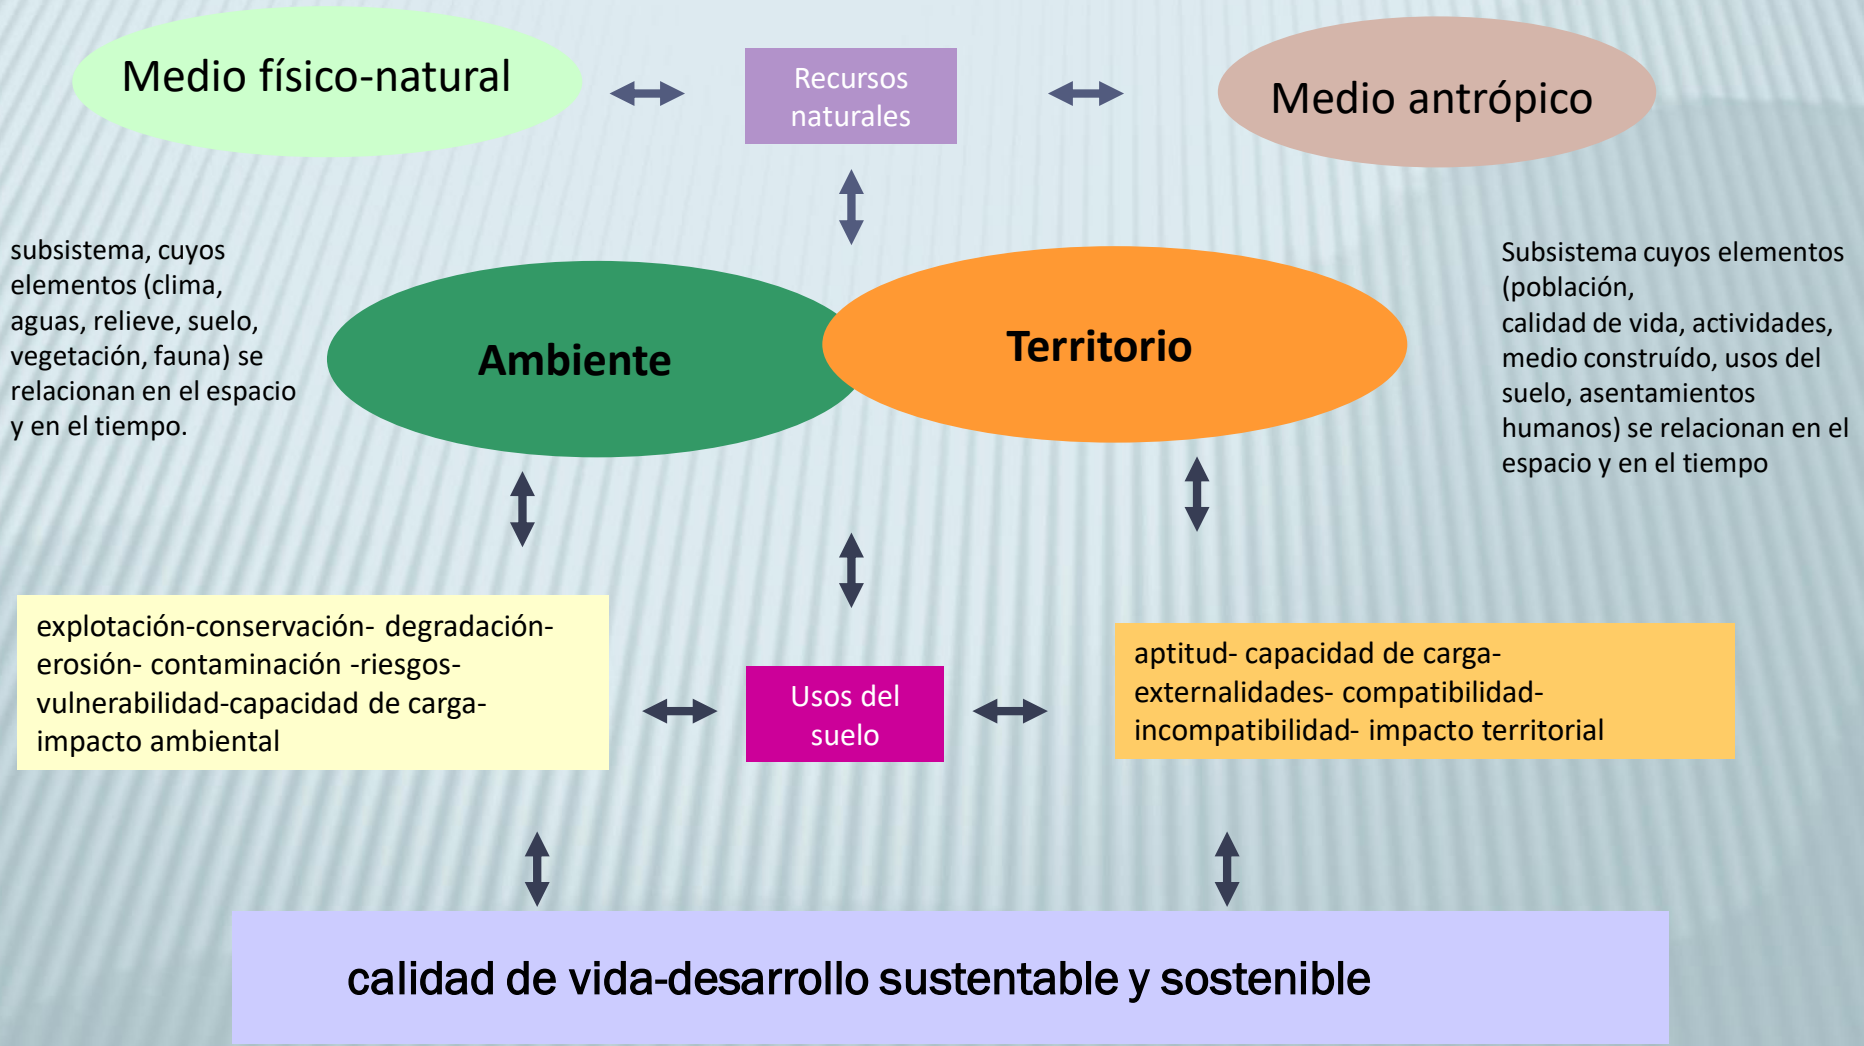 Medio físico-natural
Recursos
naturales
Medio antrópico
subsistema, cuyos
elementos (clima,
aguas, relieve, suelo,
vegetación, fauna) se
relacionan en el espacio
y en el tiempo.
Ambiente
Territorio
Subsistema cuyos elementos
(población,
calidad de vida, actividades,
medio construído, usos del
suelo, asentamientos
humanos) se relacionan en el
espacio y en el tiempo
explotación-conservación- degradación-
erosión- contaminación -riesgos-
vulnerabilidad-capacidad de carga-
impacto ambiental
Usos del
suelo
aptitud- capacidad de carga-
externalidades- compatibilidad-
incompatibilidad- impacto territorial
calidad de vida-desarrollo sustentable y sostenible